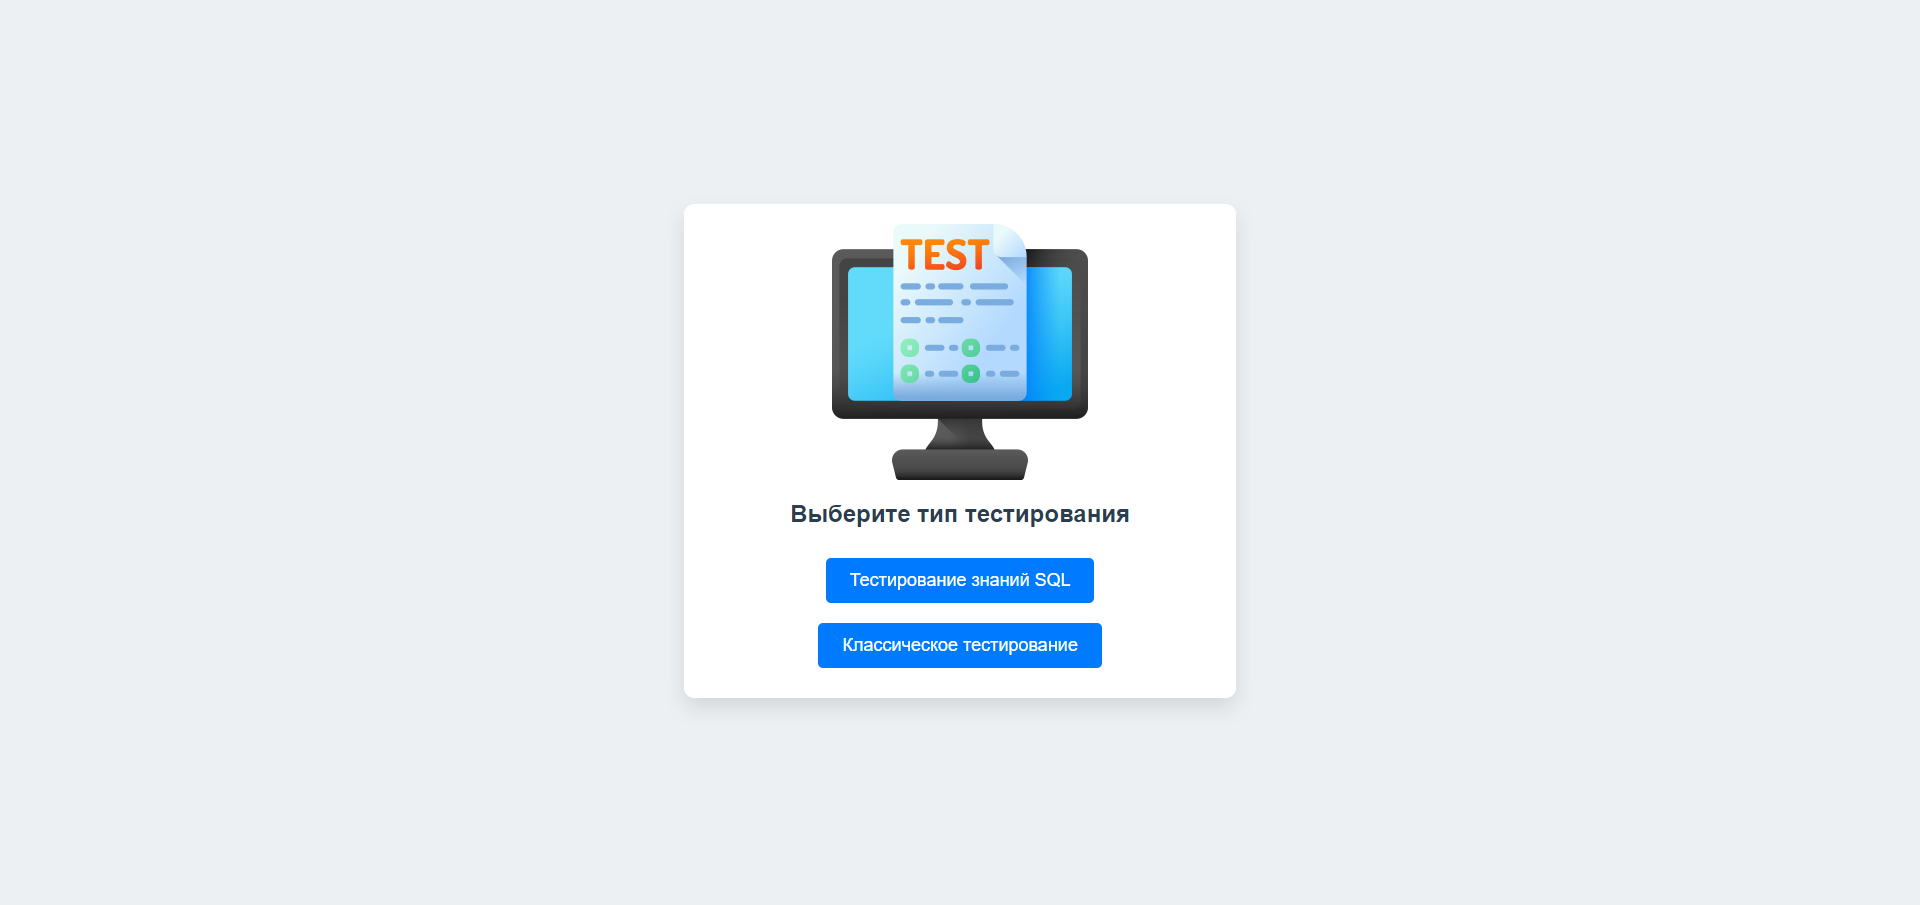 TEST
Выберите тип тестирования
Тестирование знаний SQL
Классическое тестирование